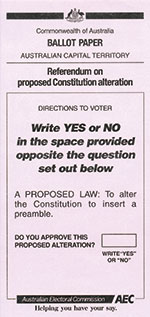 Commonwealth of Australia
BALLOT PAPER
AUSTRALIAN CAPITAL TERRITORY
Referendum on
proposed Constitution alteration
DIRECTIONS TO VOTER
Write YES or NO
in the space provided
opposite the question
set out below
A PROPOSED LAW: To alter
the Constitution to insert a
preamble.
DO YOU APPROVE THIS
PROPOSED ALTERATION?
WRITE "YES"
OR "NO"
Australian Electoral Commission AEC
Helping you have your say.